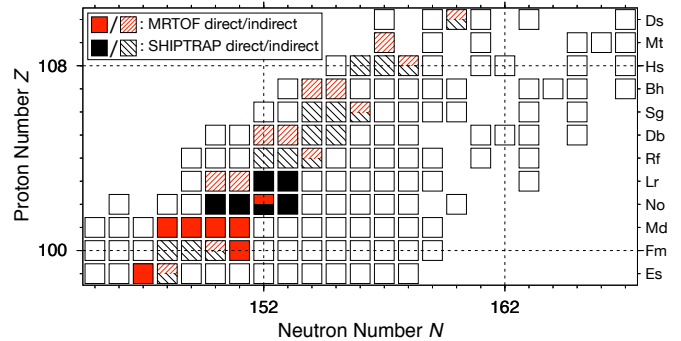 / : MRTOF direct/indirect
/ : SHIPTRAP direct/indirect
Ds
Mt
108
Hs
Bh
Sg
Db
Rf
Lr
No
Md
100
Fm
Es
Proton Number Z
152
162
Neutron Number N